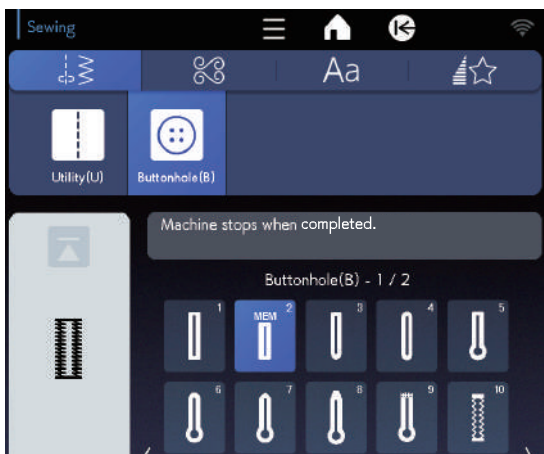 Sewing
Aa
Utility(U)
Buttonhole(B)
Machine stops when completed.
Buttonhole(B) - 1 / 2
1
MEM 2
3
4
5
6
7
8
9
10